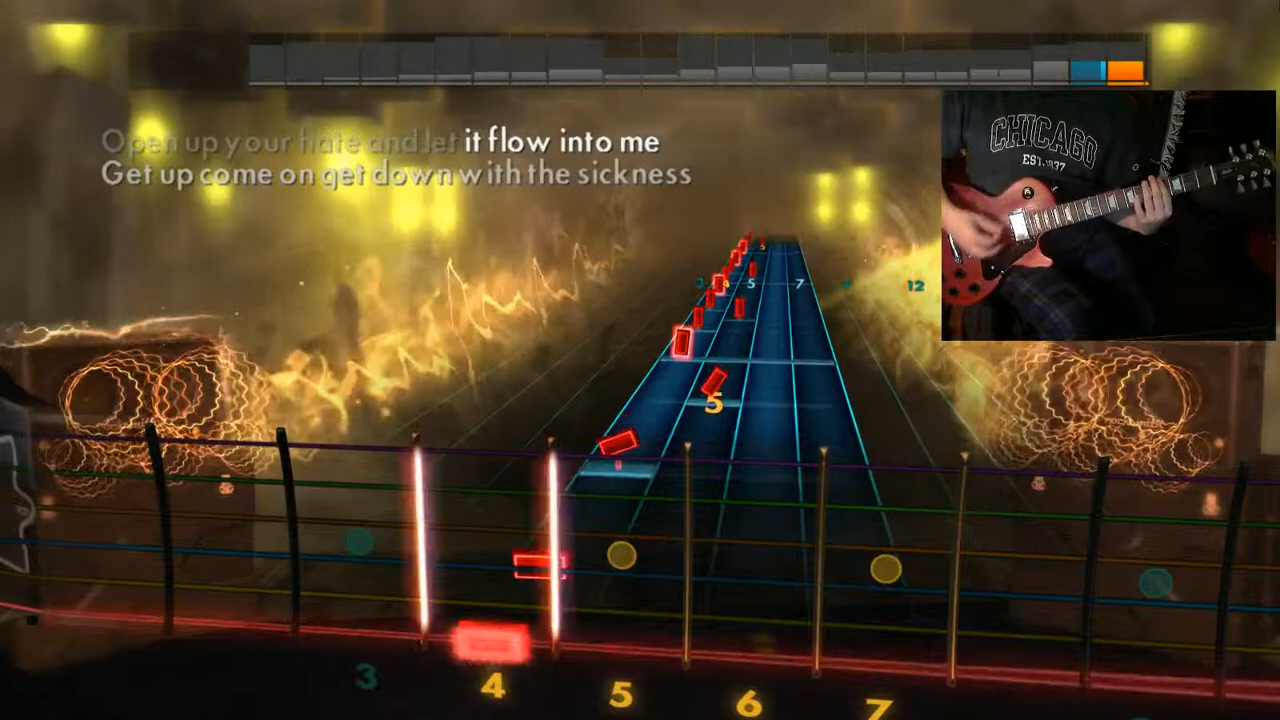 Open up your hate and let it flow into me
Get up come on get down with the sickness
CHICAGO
EST. 1837
5 7 12
5
3 4 5 6 7